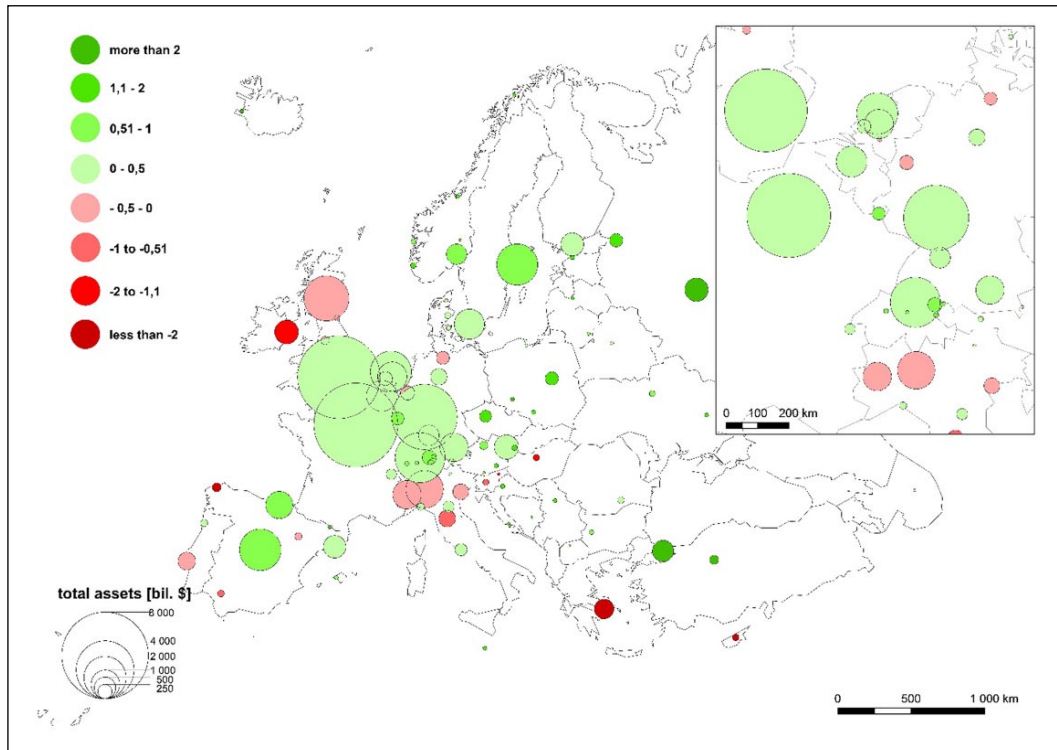 more than 2
1,1 - 2
0,51 - 1
0 - 0,5
- 0,5 - 0
-1 to -0,51
-2 to -1,1
less than -2
total assets [bil. $]
8 000
4 000
2 000
1 000
500
250
0 100 200 km
0 500 1 000 km